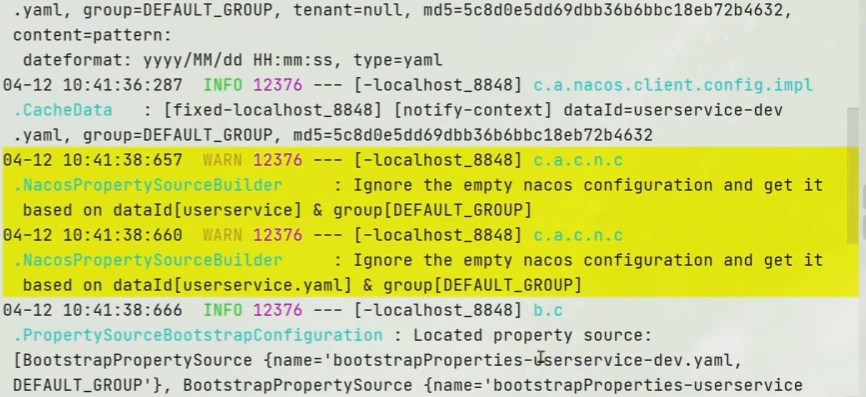 .yaml, group=DEFAULT_GROUP, tenant=null, md5=5c8d0e5dd69dbb36b6bbc18eb72b4632,
content=pattern:
dateformat: yyyy/MM/dd HH:mm:ss, type=yaml
04-12 10:41:36:287 INFO 12376 --- [-localhost_8848] c.a.nacos.client.config.impl
.CacheData : [fixed-localhost_8848] [notify-context] dataId=userservice-dev
.yaml, group=DEFAULT_GROUP, md5=5c8d0e5dd69dbb36b6bbc18eb72b4632
04-12 10:41:38:657 WARN 12376 --- [-localhost_8848] c.a.c.n.c
.NacosPropertySourceBuilder : Ignore the empty nacos configuration and get it
based on dataId[userservice] & group[DEFAULT_GROUP]
04-12 10:41:38:660 WARN 12376 --- [-localhost_8848] c.a.c.n.c
.NacosPropertySourceBuilder : Ignore the empty nacos configuration and get it
based on dataId[userservice.yaml] & group[DEFAULT_GROUP]
04-12 10:41:38:666 INFO 12376 --- [-localhost_8848] b.c
.PropertySourceBootstrapConfiguration : Located property source:
[BootstrapPropertySource {name='bootstrapProperties-userservice-dev.yaml,
DEFAULT_GROUP'}, BootstrapPropertySource {name='bootstrapProperties-userservice